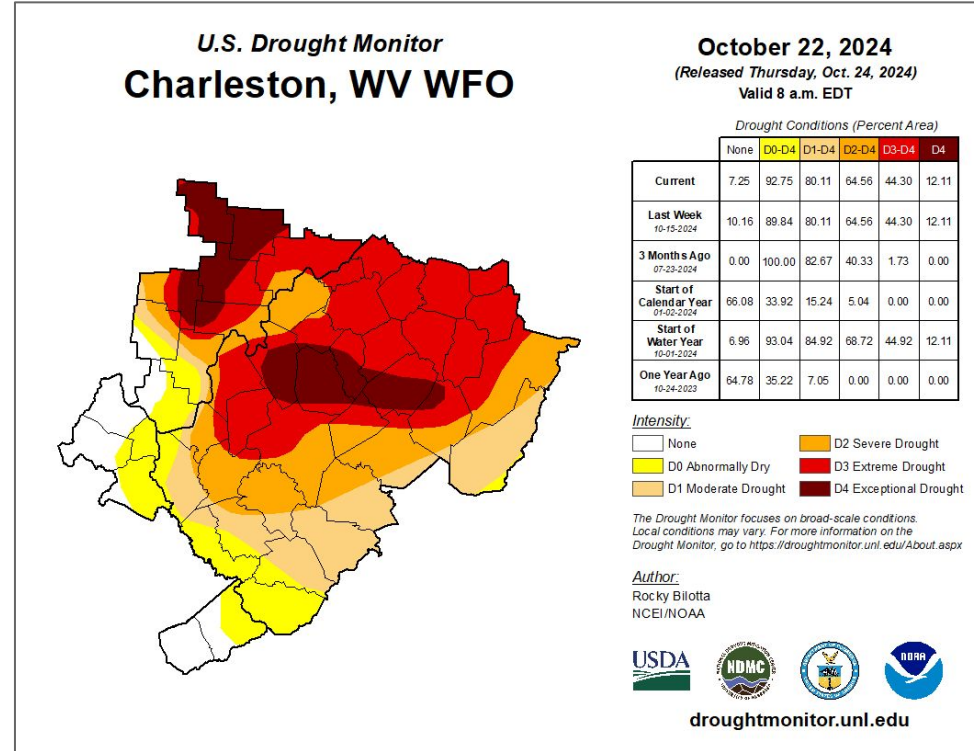 U.S. Drought Monitor
Charleston, WV WFO
October 22, 2024
(Released Thursday, Oct. 24, 2024)
Valid 8 a.m. EDT
Drought Conditions (Percent Area)
None D0-D4 D1-D4 D2-D4 D3-D4 D4
Current 7.25 92.75 80.11 64.56 44.30 12.11
Last Week
10-15-2024 10.16 89.84 80.11 64.56 44.30 12.11
3 Months Ago
07-23-2024 0.00 100.00 82.67 40.33 1.73 0.00
Start of
Calendar Year
01-02-2024 66.08 33.92 15.24 5.04 0.00 0.00
Start of
Water Year
10-01-2024 6.96 93.04 84.92 68.72 44.92 12.11
One Year Ago
10-24-2023 64.78 35.22 7.05 0.00 0.00 0.00
Intensity:
None
D0 Abnormally Dry
D1 Moderate Drought
D2 Severe Drought
D3 Extreme Drought
D4 Exceptional Drought
The Drought Monitor focuses on broad-scale conditions.
Local conditions may vary. For more information on the
Drought Monitor, go to https://droughtmonitor.unl.edu/About.aspx
Author:
Rocky Bilotta
NCEI/NOAA
USDA
NDMC
NOAA
droughtmonitor.unl.edu